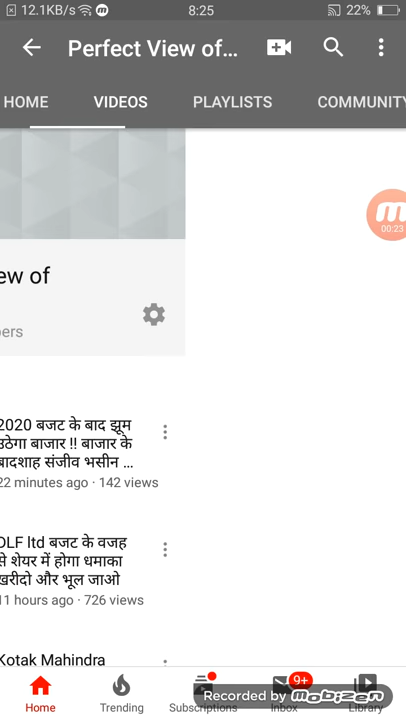 12.1KB/s 8:25 22%
Perfect View of...
HOME VIDEOS PLAYLISTS COMMUNITY
00:23
ew of
ers
2020 बजट के बाद झूम
उठेगा बाजार !! बाजार के
बादशाह संजीव भसीन ...
22 minutes ago · 142 views
DLF ltd बजट के वजह
से शेयर में होगा धमाका
खरीदो और भूल जाओ
11 hours ago · 726 views
Kotak Mahindra
9+
Home Trending Subscriptions Inbox Library
Recorded by mobizen